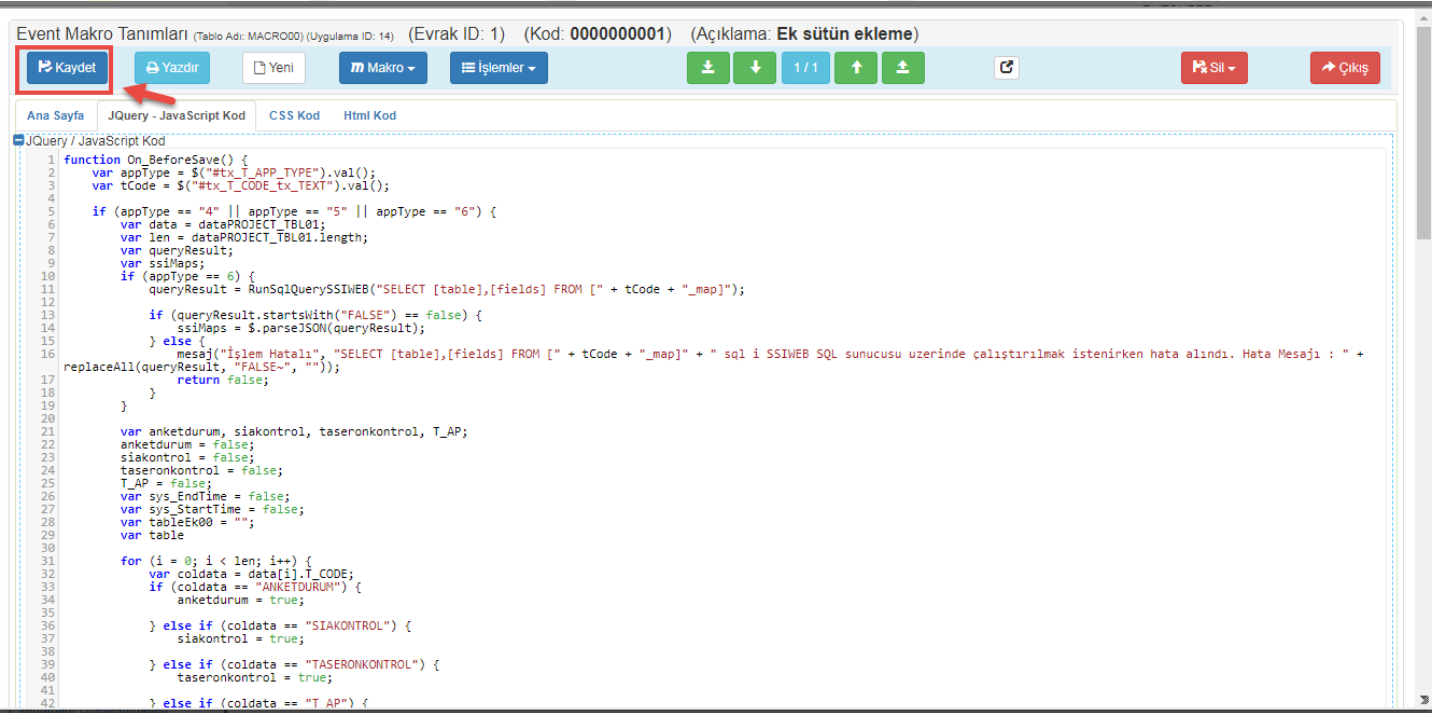 Event Makro Tanımları (Tablo Adı: MACRO00) (Uygulama ID: 14) (Evrak ID: 1) (Kod: 0000000001) (Açıklama: Ek sütün ekleme)
Kaydet Yazdır Yeni m Makro İşlemler 1 / 1 Sil Çıkış
Ana Sayfa JQuery - JavaScript Kod CSS Kod Html Kod
JQuery / JavaScript Kod
1 function On_BeforeSave() {
2 var appType = $("#tx_T_APP_TYPE").val();
3 var tCode = $("#tx_T_CODE_tx_TEXT").val();
4
5 if (appType == "4" || appType == "5" || appType == "6") {
6 var data = dataPROJECT_TBL01;
7 var len = dataPROJECT_TBL01.length;
8 var queryResult;
9 var ssiMaps;
10 if (appType == 6) {
11 queryResult = RunSqlQuerySSIWEB("SELECT [table],[fields] FROM [" + tCode + "_map]");
12
13 if (queryResult.startsWith("FALSE") == false) {
14 ssiMaps = $.parseJSON(queryResult);
15 } else {
16 mesaj("İşlem Hatalı", "SELECT [table],[fields] FROM [" + tCode + "_map]" + " sql i SSIWEB SQL sunucusu uzerinde çalıştırılmak istenirken hata alındı. Hata Mesajı : " +
replaceAll(queryResult, "FALSE~", ""));
17 return false;
18 }
19 }
20
21 var anketdurum, siakontrol, taseronkontrol, T_AP;
22 anketdurum = false;
23 siakontrol = false;
24 taseronkontrol = false;
25 T_AP = false;
26 var sys_EndTime = false;
27 var sys_StartTime = false;
28 var tableEk00 = "";
29 var table
30
31 for (i = 0; i < len; i++) {
32 var coldata = data[i].T_CODE;
33 if (coldata == "ANKETDURUM") {
34 anketdurum = true;
35
36 } else if (coldata == "SIAKONTROL") {
37 siakontrol = true;
38
39 } else if (coldata == "TASERONKONTROL") {
40 taseronkontrol = true;
41
42 } else if (coldata == "T_AP") {